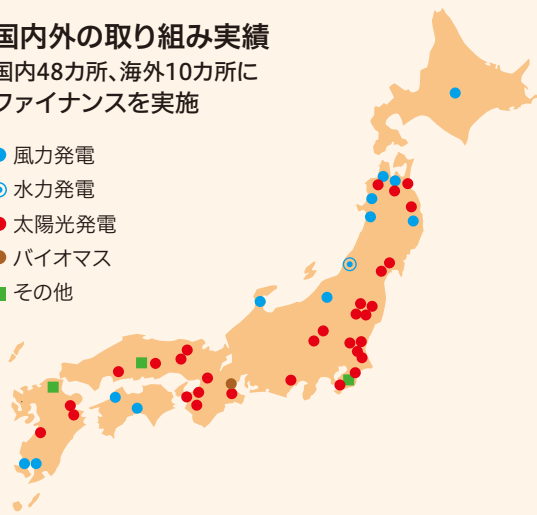 国内外の取り組み実績
国内48カ所、海外10カ所に
ファイナンスを実施
風力発電
水力発電
太陽光発電
バイオマス
その他